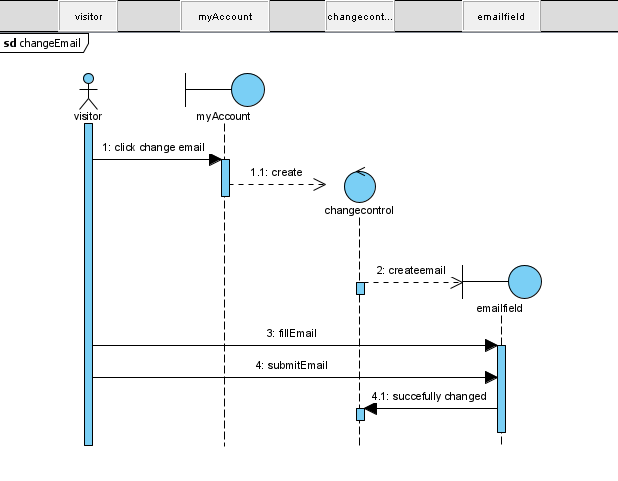 visitor
myAccount
changecont...
emailfield
sd changeEmail
visitor
myAccount
1: click change email
1.1: create
changecontrol
2: createemail
emailfield
3: fillEmail
4: submitEmail
4.1: succefully changed